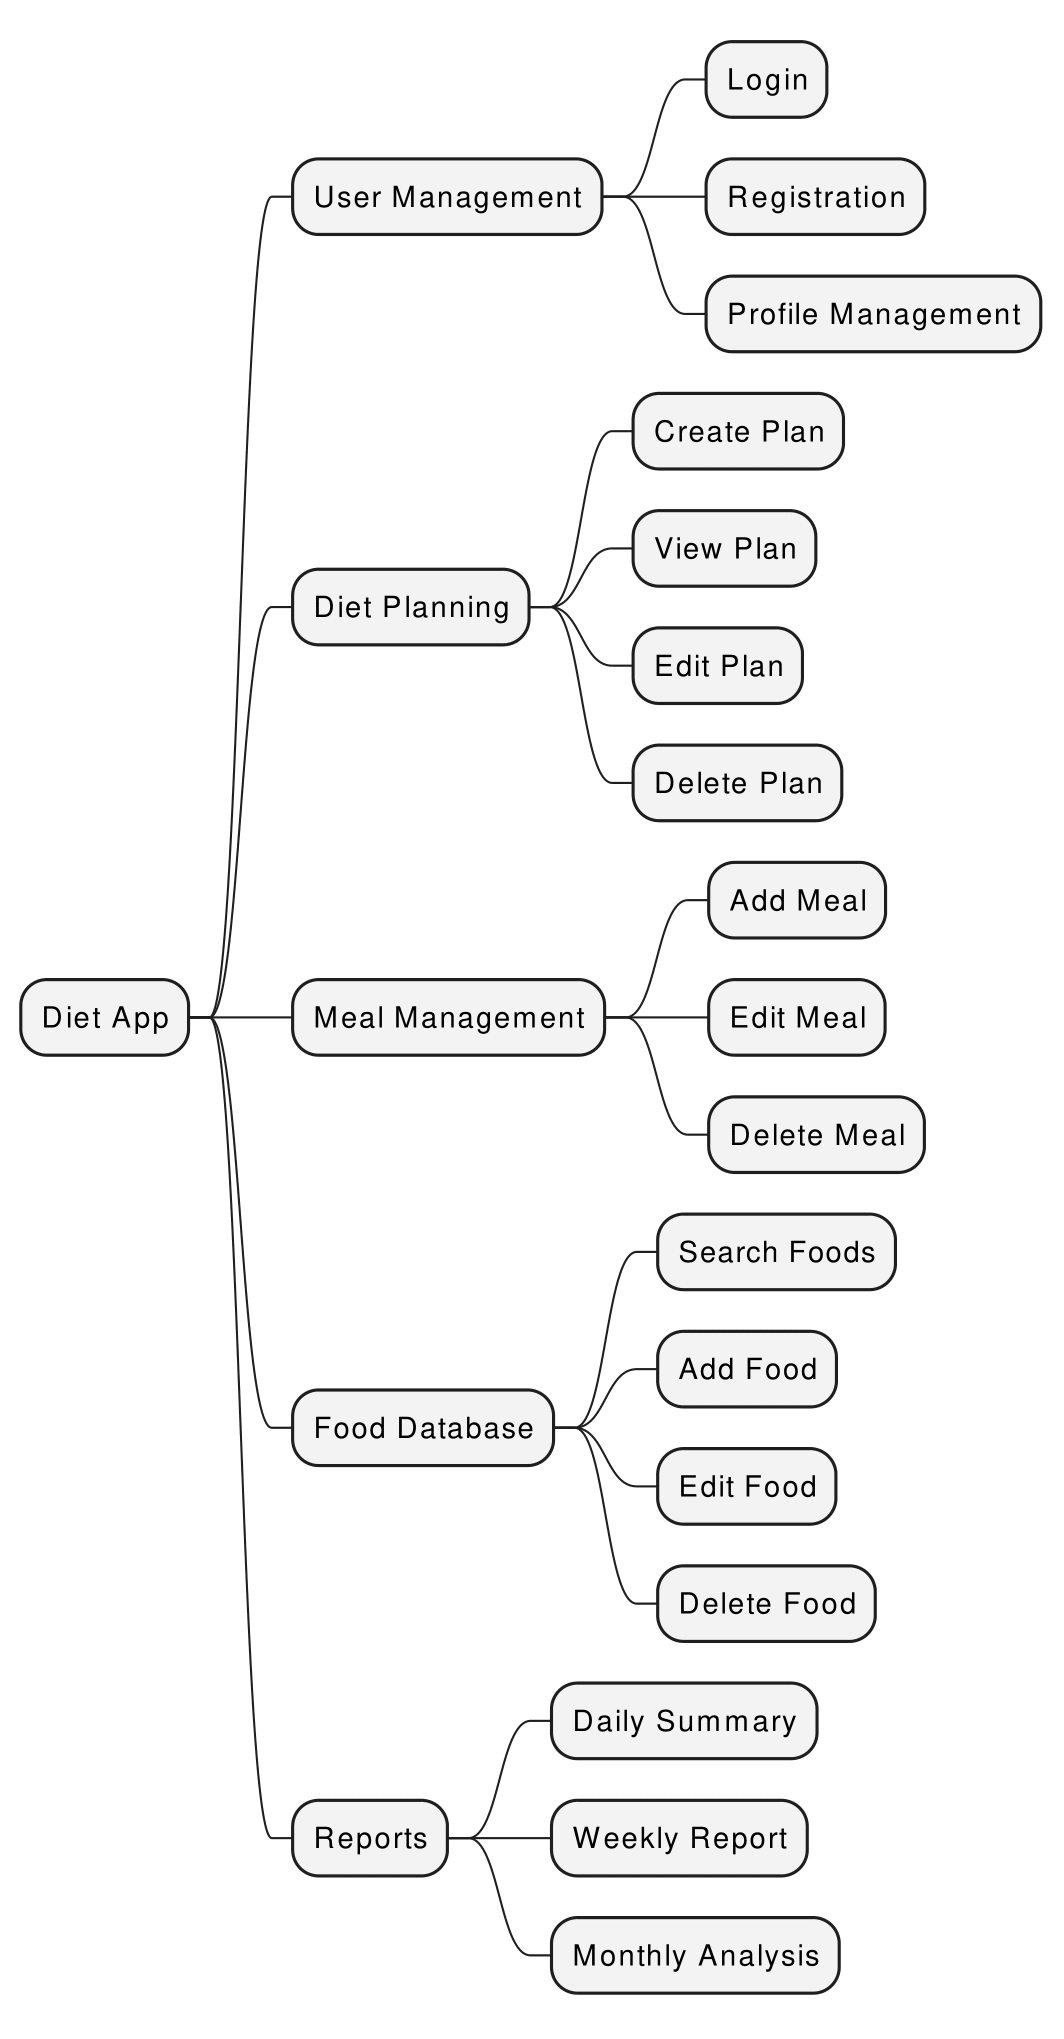 Diet App
User Management
Login
Registration
Profile Management
Diet Planning
Create Plan
View Plan
Edit Plan
Delete Plan
Meal Management
Add Meal
Edit Meal
Delete Meal
Food Database
Search Foods
Add Food
Edit Food
Delete Food
Reports
Daily Summary
Weekly Report
Monthly Analysis